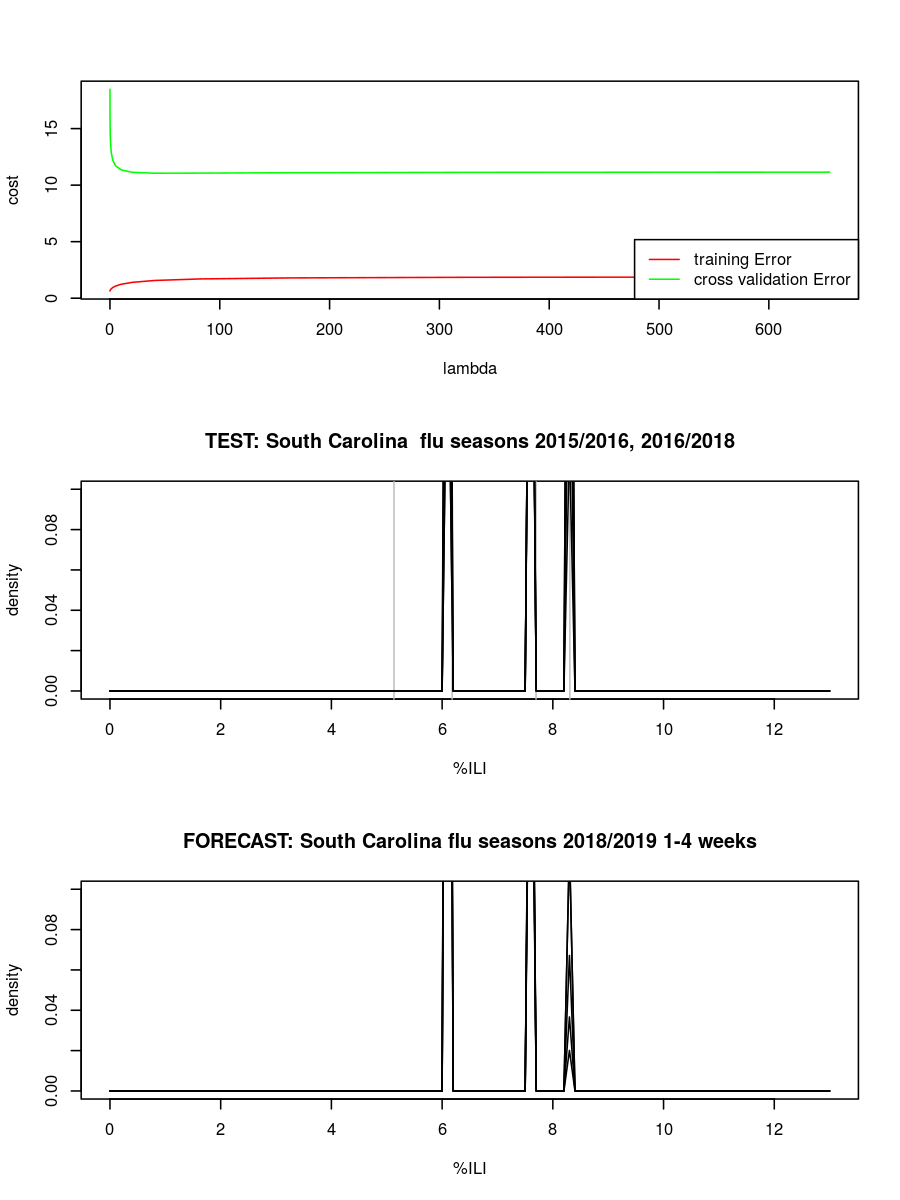 15
10
5
0
cost
training Error
cross validation Error
0 100 200 300 400 500 600
lambda
TEST: South Carolina  flu seasons 2015/2016, 2016/2018
0.08
0.04
0.00
density
0 2 4 6 8 10 12
%ILI
FORECAST: South Carolina flu seasons 2018/2019 1-4 weeks
0.08
0.04
0.00
density
0 2 4 6 8 10 12
%ILI